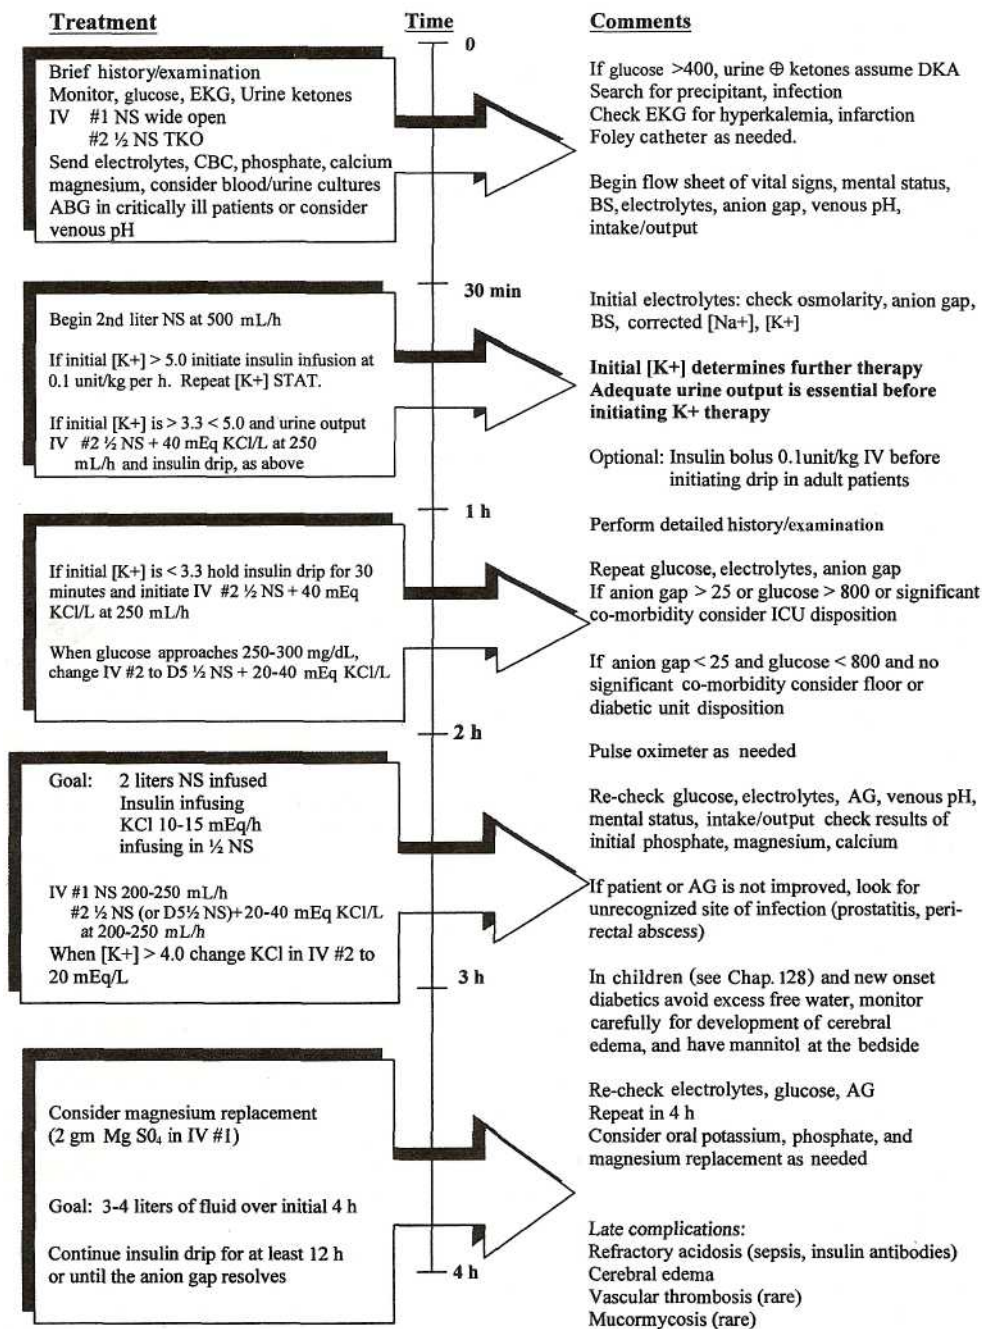 Treatment
Time
Comments
0
Brief history/examination
Monitor, glucose, EKG, Urine ketones
IV #1 NS wide open
#2 ½ NS TKO
Send electrolytes, CBC, phosphate, calcium
magnesium, consider blood/urine cultures
ABG in critically ill patients or consider
venous pH
If glucose >400, urine ⊕ ketones assume DKA
Search for precipitant, infection
Check EKG for hyperkalemia, infarction
Foley catheter as needed.
Begin flow sheet of vital signs, mental status,
BS, electrolytes, anion gap, venous pH,
intake/output
30 min
Begin 2nd liter NS at 500 mL/h
If initial [K+] > 5.0 initiate insulin infusion at
0.1 unit/kg per h. Repeat [K+] STAT.
If initial [K+] is > 3.3 < 5.0 and urine output
IV #2 ½ NS + 40 mEq KCl/L at 250
mL/h and insulin drip, as above
Initial electrolytes: check osmolarity, anion gap,
BS, corrected [Na+], [K+]
Initial [K+] determines further therapy
Adequate urine output is essential before
initiating K+ therapy
Optional: Insulin bolus 0.1unit/kg IV before
initiating drip in adult patients
1 h
If initial [K+] is < 3.3 hold insulin drip for 30
minutes and initiate IV #2 ½ NS + 40 mEq
KCl/L at 250 mL/h
When glucose approaches 250-300 mg/dL,
change IV #2 to D5 ½ NS + 20-40 mEq KCl/L
Perform detailed history/examination
Repeat glucose, electrolytes, anion gap
If anion gap > 25 or glucose > 800 or significant
co-morbidity consider ICU disposition
If anion gap < 25 and glucose < 800 and no
significant co-morbidity consider floor or
diabetic unit disposition
2 h
Goal: 2 liters NS infused
Insulin infusing
KCl 10-15 mEq/h
infusing in ½ NS
IV #1 NS 200-250 mL/h
#2 ½ NS (or D5½ NS)+20-40 mEq KCl/L
at 200-250 mL/h
When [K+] > 4.0 change KCl in IV #2 to
20 mEq/L
Pulse oximeter as needed
Re-check glucose, electrolytes, AG, venous pH,
mental status, intake/output check results of
initial phosphate, magnesium, calcium
If patient or AG is not improved, look for
unrecognized site of infection (prostatitis, peri-
rectal abscess)
3 h
In children (see Chap. 128) and new onset
diabetics avoid excess free water, monitor
carefully for development of cerebral
edema, and have mannitol at the bedside
Consider magnesium replacement
(2 gm Mg S0₄ in IV #1)
Goal: 3-4 liters of fluid over initial 4 h
Continue insulin drip for at least 12 h
or until the anion gap resolves
Re-check electrolytes, glucose, AG
Repeat in 4 h
Consider oral potassium, phosphate, and
magnesium replacement as needed
4 h
Late complications:
Refractory acidosis (sepsis, insulin antibodies)
Cerebral edema
Vascular thrombosis (rare)
Mucormycosis (rare)